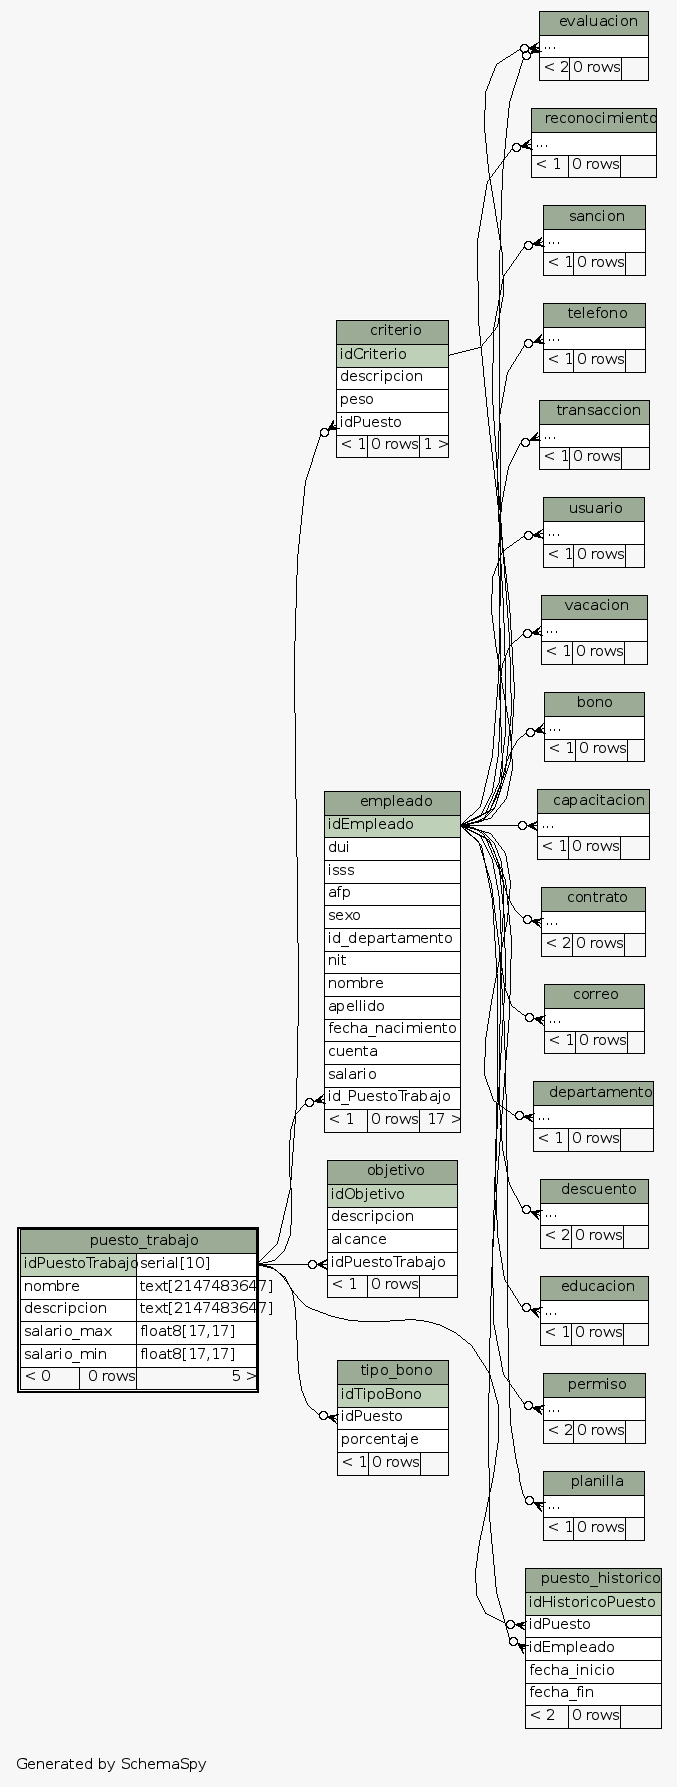 evaluacion
...
< 2 0 rows
reconocimiento
...
< 1 0 rows
sancion
...
< 1 0 rows
telefono
...
< 1 0 rows
criterio
idCriterio
descripcion
peso
idPuesto
< 1 0 rows 1 >
transaccion
...
< 1 0 rows
usuario
...
< 1 0 rows
vacacion
...
< 1 0 rows
bono
...
< 1 0 rows
capacitacion
...
< 1 0 rows
empleado
idEmpleado
dui
isss
afp
sexo
id_departamento
nit
nombre
apellido
fecha_nacimiento
cuenta
salario
id_PuestoTrabajo
< 1 0 rows 17 >
contrato
...
< 2 0 rows
correo
...
< 1 0 rows
departamento
...
< 1 0 rows
objetivo
idObjetivo
descripcion
alcance
idPuestoTrabajo
< 1 0 rows
descuento
...
< 2 0 rows
puesto_trabajo
idPuestoTrabajo serial[10]
nombre text[2147483647]
descripcion text[2147483647]
salario_max float8[17,17]
salario_min float8[17,17]
< 0 0 rows 5 >
educacion
...
< 1 0 rows
tipo_bono
idTipoBono
idPuesto
porcentaje
< 1 0 rows
permiso
...
< 2 0 rows
planilla
...
< 1 0 rows
puesto_historico
idHistoricoPuesto
idPuesto
idEmpleado
fecha_inicio
fecha_fin
< 2 0 rows
Generated by SchemaSpy